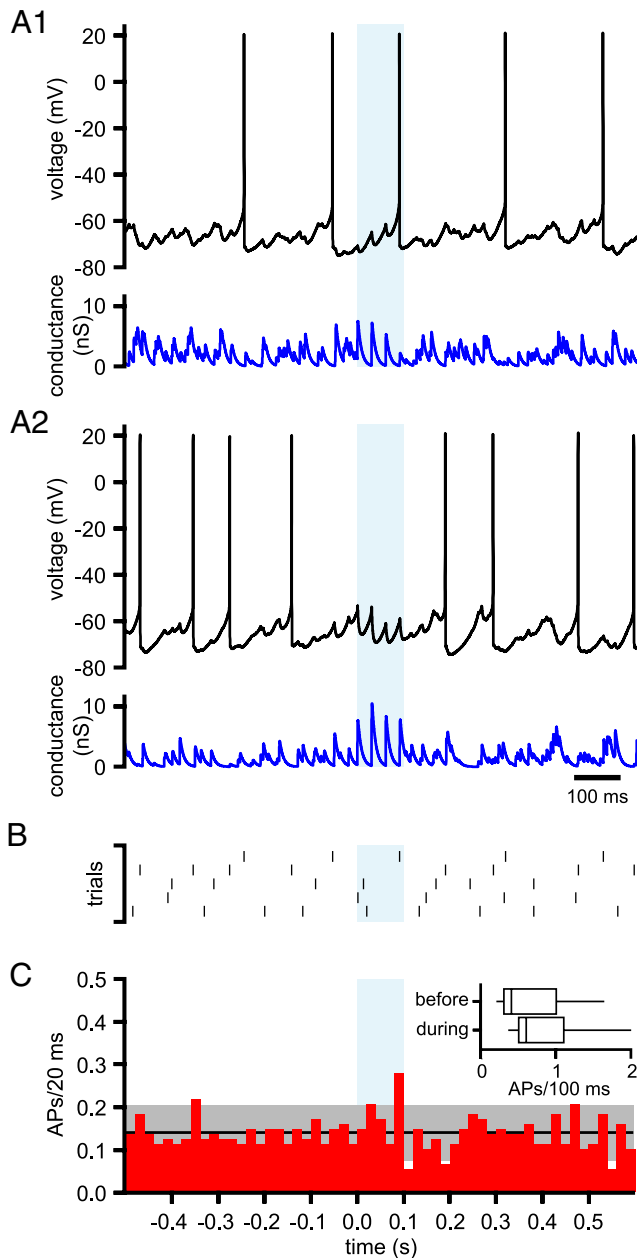 A1
20
0
-20
-40
-60
-80
voltage (mV)
10
0
conductance
(nS)
A2
20
0
-20
-40
-60
-80
voltage (mV)
10
0
conductance
(nS)
100 ms
B
trials
C
0.5
0.4
0.3
0.2
0.1
0.0
APs/20 ms
before
during
0 1 2
APs/100 ms
-0.4 -0.3 -0.2 -0.1 0.0 0.1 0.2 0.3 0.4 0.5
time (s)